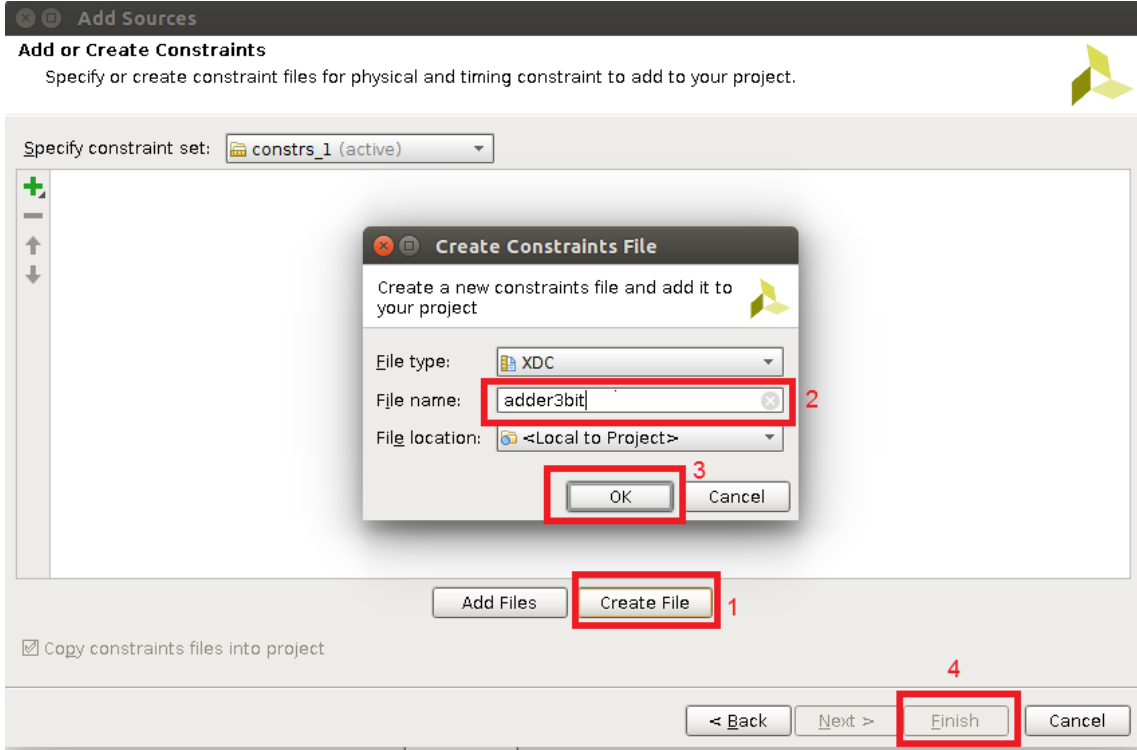 Add Sources
Add or Create Constraints
Specify or create constraint files for physical and timing constraint to add to your project.
Specify constraint set: constrs_1 (active)
Create Constraints File
Create a new constraints file and add it to
your project
File type: XDC
File name: adder3bit 2
File location: <Local to Project>
3
OK Cancel
Add Files Create File 1
Copy constraints files into project
4
< Back Next > Finish Cancel